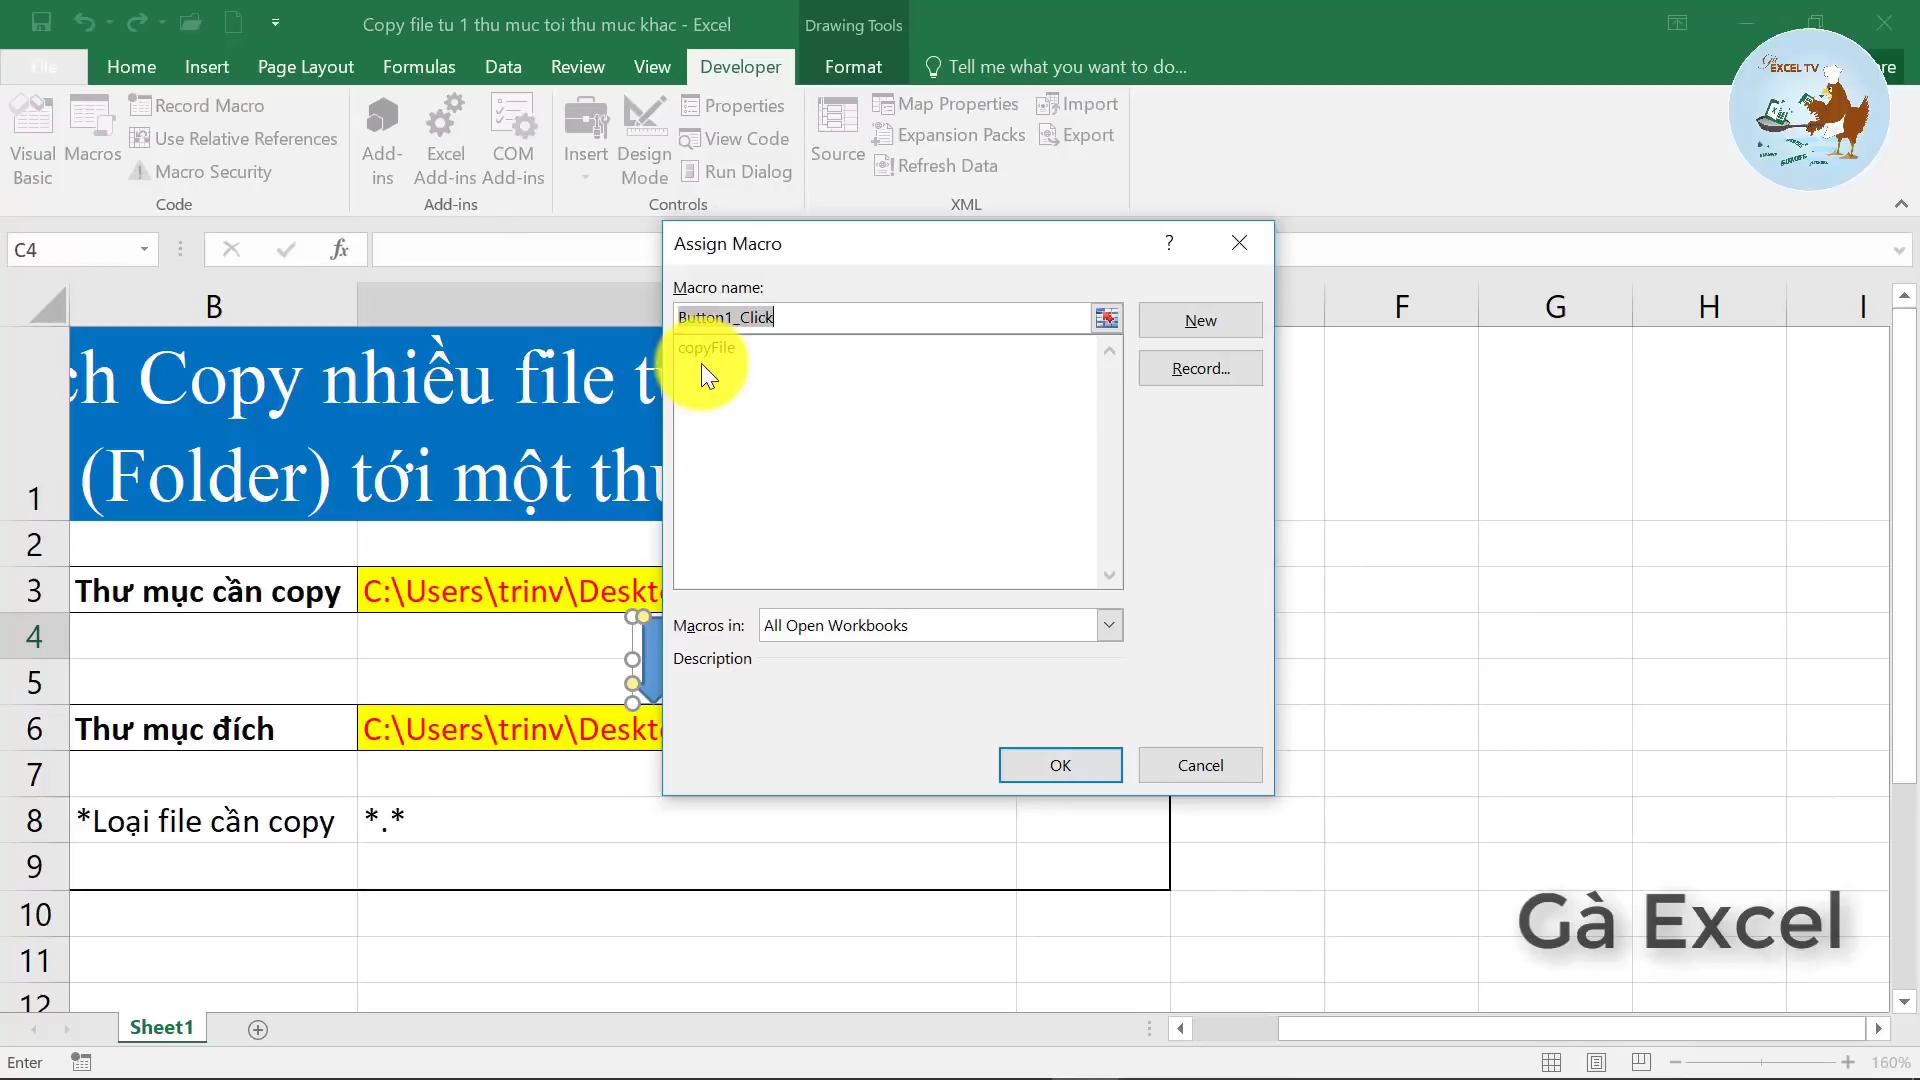 Copy file tu 1 thu muc toi thu muc khac - Excel
Drawing Tools
File
Home
Insert
Page Layout
Formulas
Data
Review
View
Developer
Format
Tell me what you want to do...
EXCEL TV
Visual Basic
Macros
Record Macro
Use Relative References
Macro Security
Code
Add-ins
Excel Add-ins
COM Add-ins
Add-ins
Insert
Design Mode
Properties
View Code
Run Dialog
Controls
Source
Map Properties
Expansion Packs
Refresh Data
Import
Export
XML
C4
fx
Assign Macro
?
Macro name:
Button1_Click
copyFile
New
Record...
Macros in:
All Open Workbooks
Description
OK
Cancel
B
F
G
H
I
1
ch Copy nhiều file t
(Folder) tới một thư
2
3
Thư mục cần copy
C:\Users\trinv\Deskt
4
5
6
Thư mục đích
C:\Users\trinv\Deskt
7
8
*Loại file cần copy
*.*
9
10
11
12
Gà Excel
Sheet1
Enter
160%